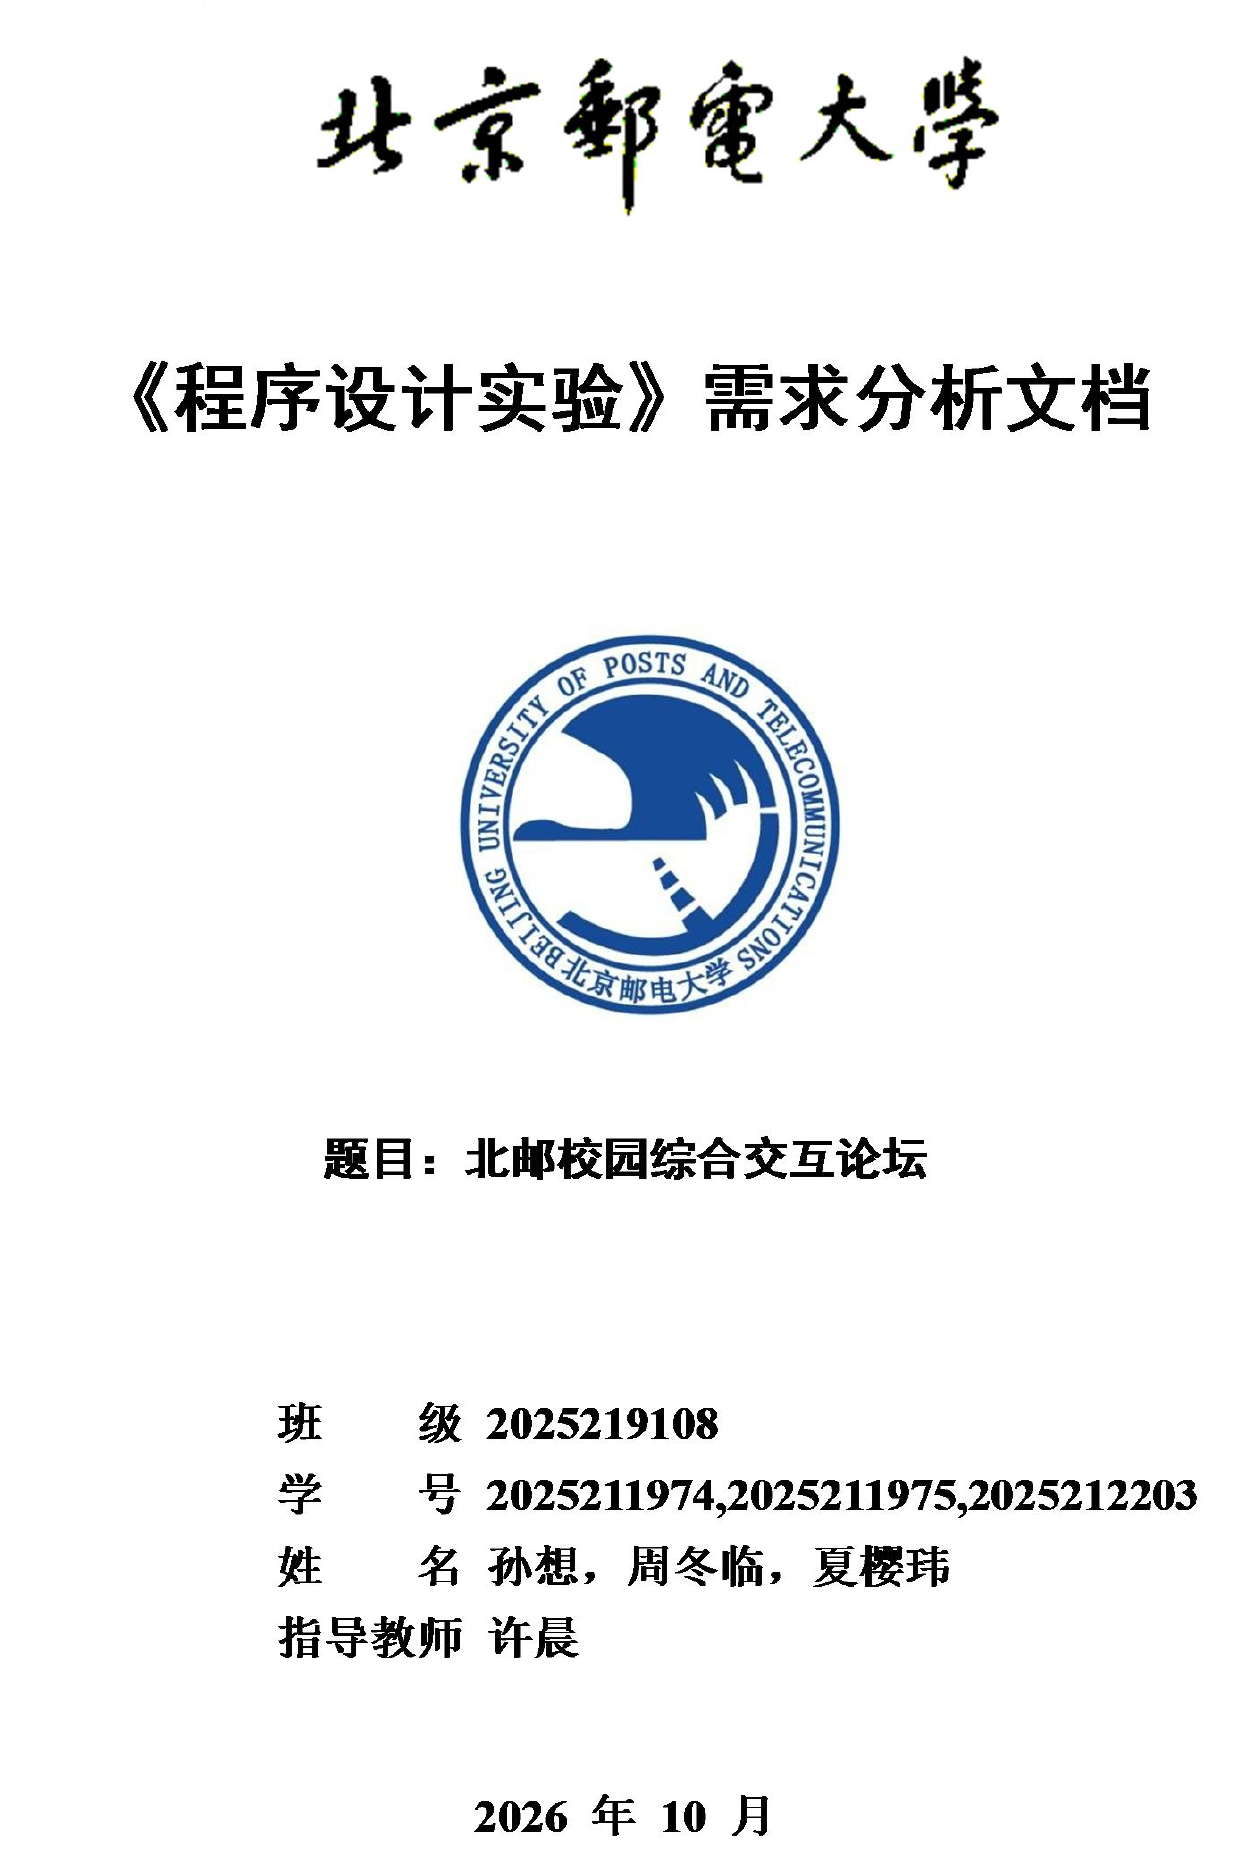 北京郵電大學
《程序设计实验》需求分析文档
BEIJING UNIVERSITY OF POSTS AND TELECOMMUNICATIONS
北京邮电大学
题目：北邮校园综合交互论坛
班 级 2025219108
学 号 2025211974,2025211975,2025212203
姓 名 孙想，周冬临，夏樱玮
指导教师 许晨
2026 年 10 月